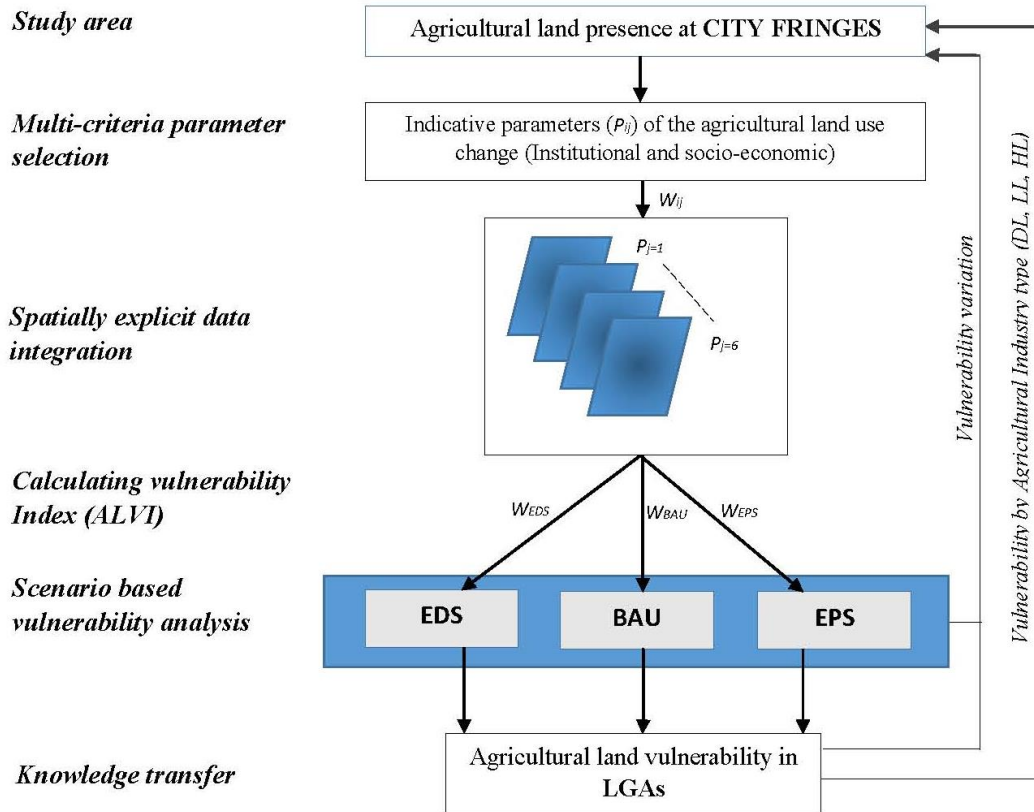 Study area
Agricultural land presence at CITY FRINGES
Multi-criteria parameter
selection
Indicative parameters (Pij) of the agricultural land use
change (Institutional and socio-economic)
Wij
Spatially explicit data
integration
Pj=1
Pj=6
Calculating vulnerability
Index (ALVI)
WEDS
WBAU
WEPS
Scenario based
vulnerability analysis
EDS
BAU
EPS
Knowledge transfer
Agricultural land vulnerability in
LGAs
Vulnerability variation
Vulnerability by Agricultural Industry type (DL, LL, HL)